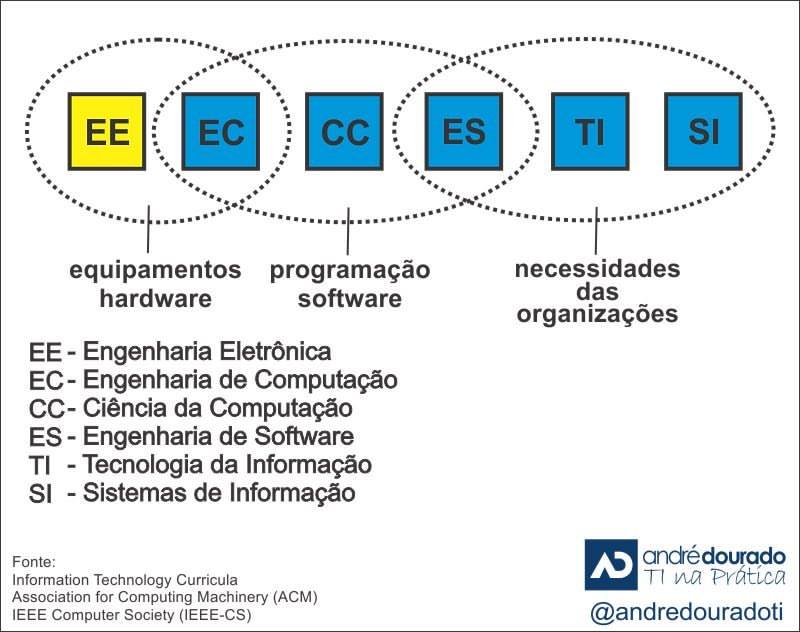 EE
EC
CC
ES
TI
SI
equipamentos
hardware
programação
software
necessidades
das
organizações
EE - Engenharia Eletrônica
EC - Engenharia de Computação
CC - Ciência da Computação
ES - Engenharia de Software
TI - Tecnologia da Informação
SI - Sistemas de Informação
Fonte:
Information Technology Curricula
Association for Computing Machinery (ACM)
IEEE Computer Society (IEEE-CS)
AD
andrédourado
TI na Prática
@andredouradoti